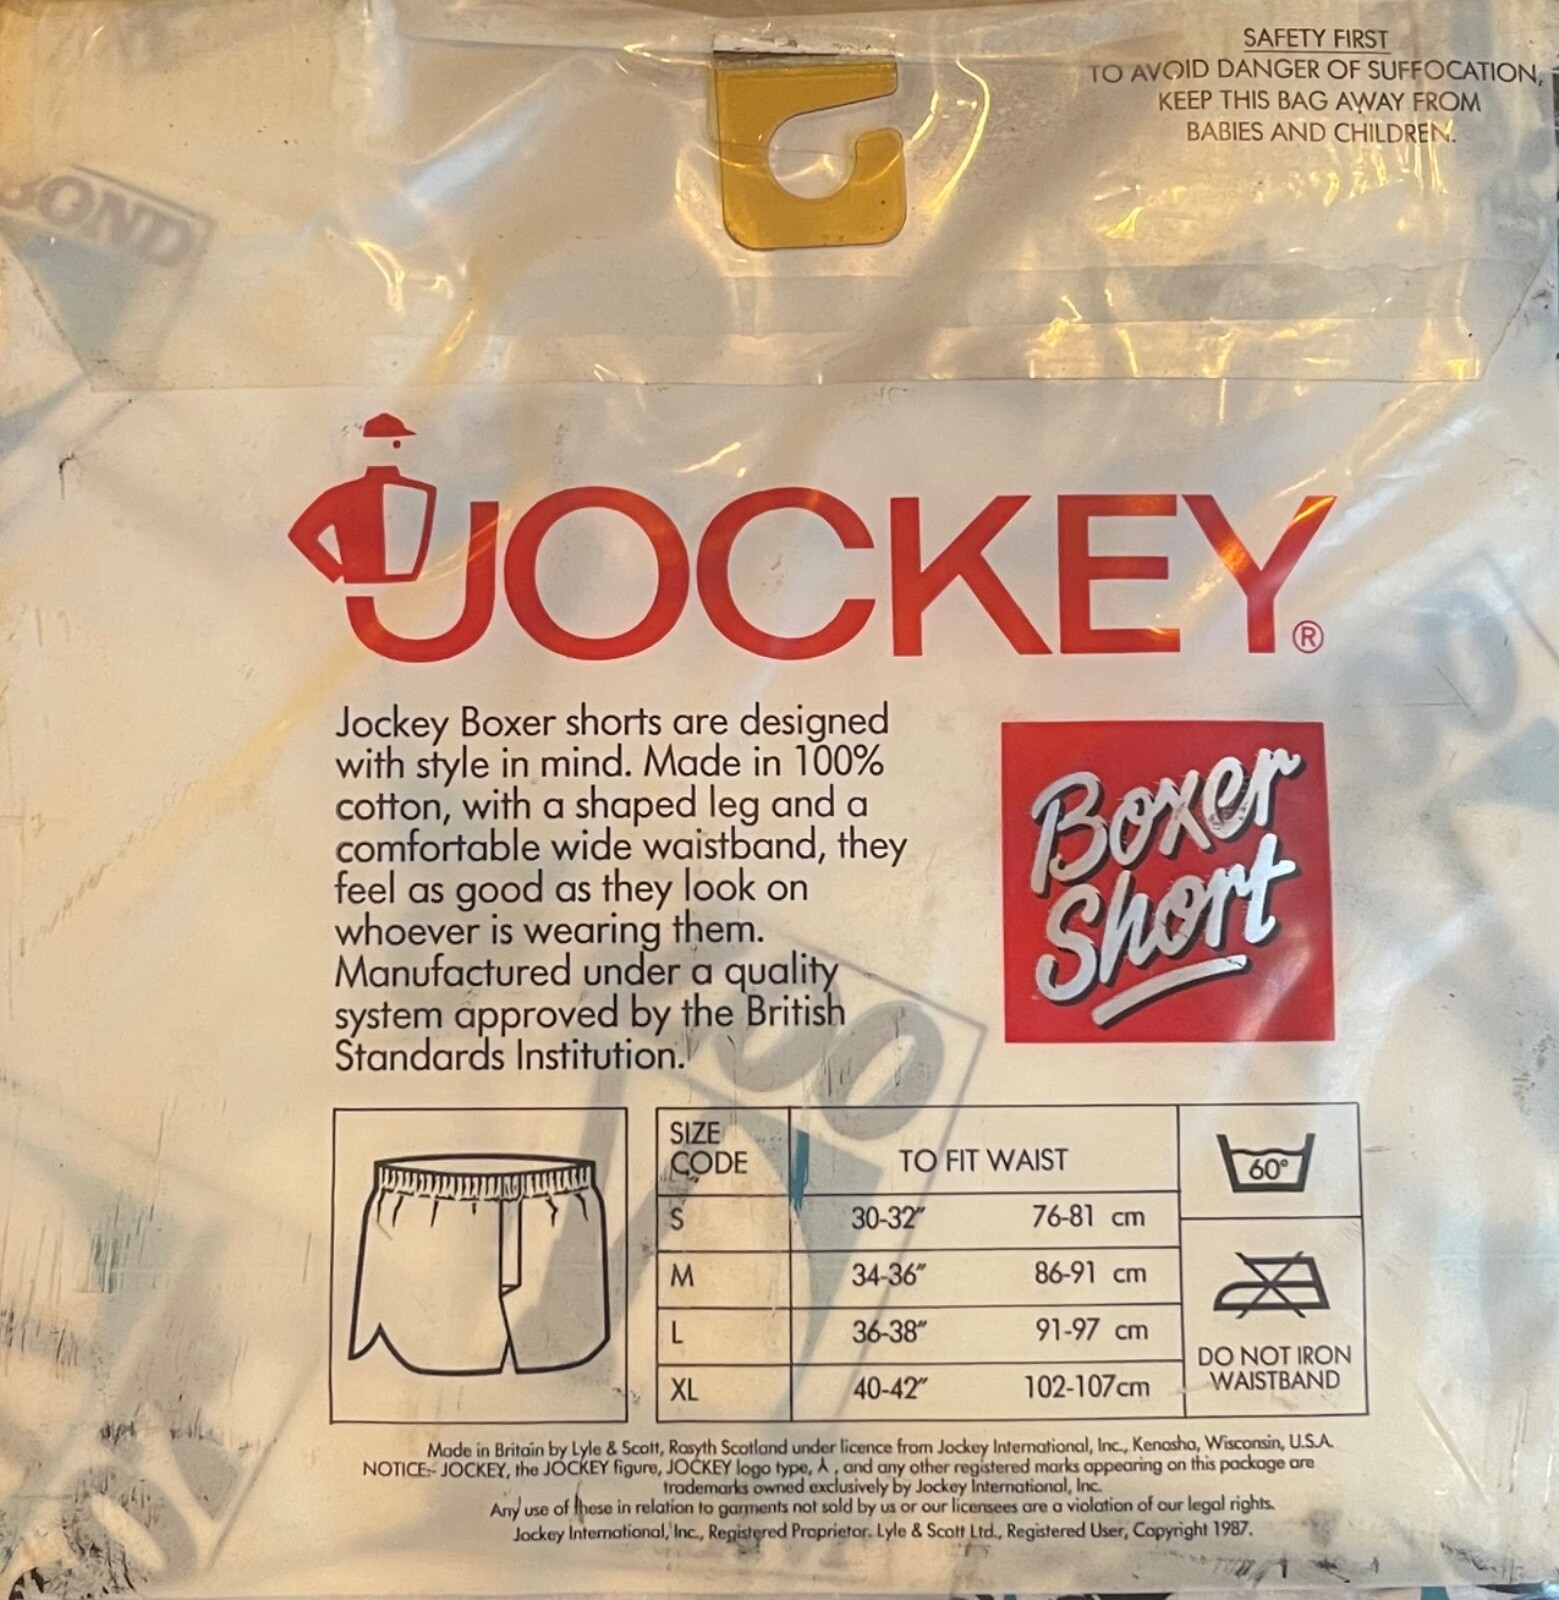 SAFETY FIRST
TO AVOID DANGER OF SUFFOCATION,
KEEP THIS BAG AWAY FROM
BABIES AND CHILDREN.
OND
JOCKEY®
Jockey Boxer shorts are designed
with style in mind. Made in 100%
cotton, with a shaped leg and a
comfortable wide waistband, they
feel as good as they look on
whoever is wearing them.
Manufactured under a quality
system approved by the British
Standards Institution.
Boxer
Short
SIZE
CODE
TO FIT WAIST
60°
S 30-32" 76-81 cm
M 34-36" 86-91 cm
L 36-38" 91-97 cm
XL 40-42" 102-107cm
DO NOT IRON
WAISTBAND
Made in Britain by Lyle & Scott, Rosyth Scotland under licence from Jockey International, Inc., Kenosha, Wisconsin, U.S.A.
NOTICE:- JOCKEY, the JOCKEY figure, JOCKEY logo type, , and any other registered marks appearing on this package are
trademarks owned exclusively by Jockey International, Inc.
Any use of these in relation to garments not sold by us or our licensees are a violation of our legal rights.
Jockey International, Inc., Registered Proprietor. Lyle & Scott Ltd., Registered User, Copyright 1987.